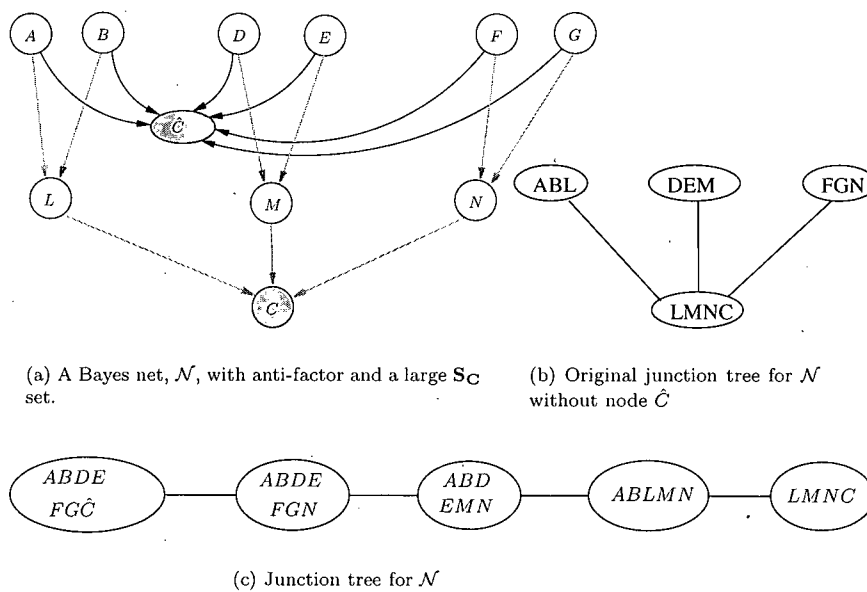 A B D E F G
Ĉ
L M N
C
ABL DEM FGN
LMNC
(a) A Bayes net, 𝒩, with anti-factor and a large S_C
set.
(b) Original junction tree for 𝒩
without node Ĉ
ABDE
FGĈ
ABDE
FGN
ABD
EMN
ABLMN
LMNC
(c) Junction tree for 𝒩